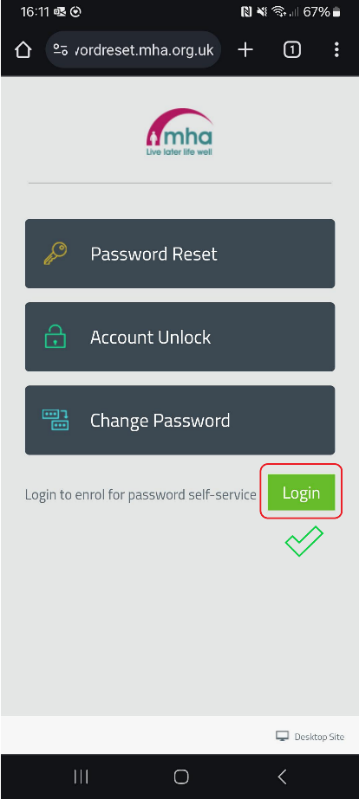 16:11
67%
vordreset.mha.org.uk
1
mha
Live later life well
Password Reset
Account Unlock
Change Password
Login to enrol for password self-service
Login
Desktop Site